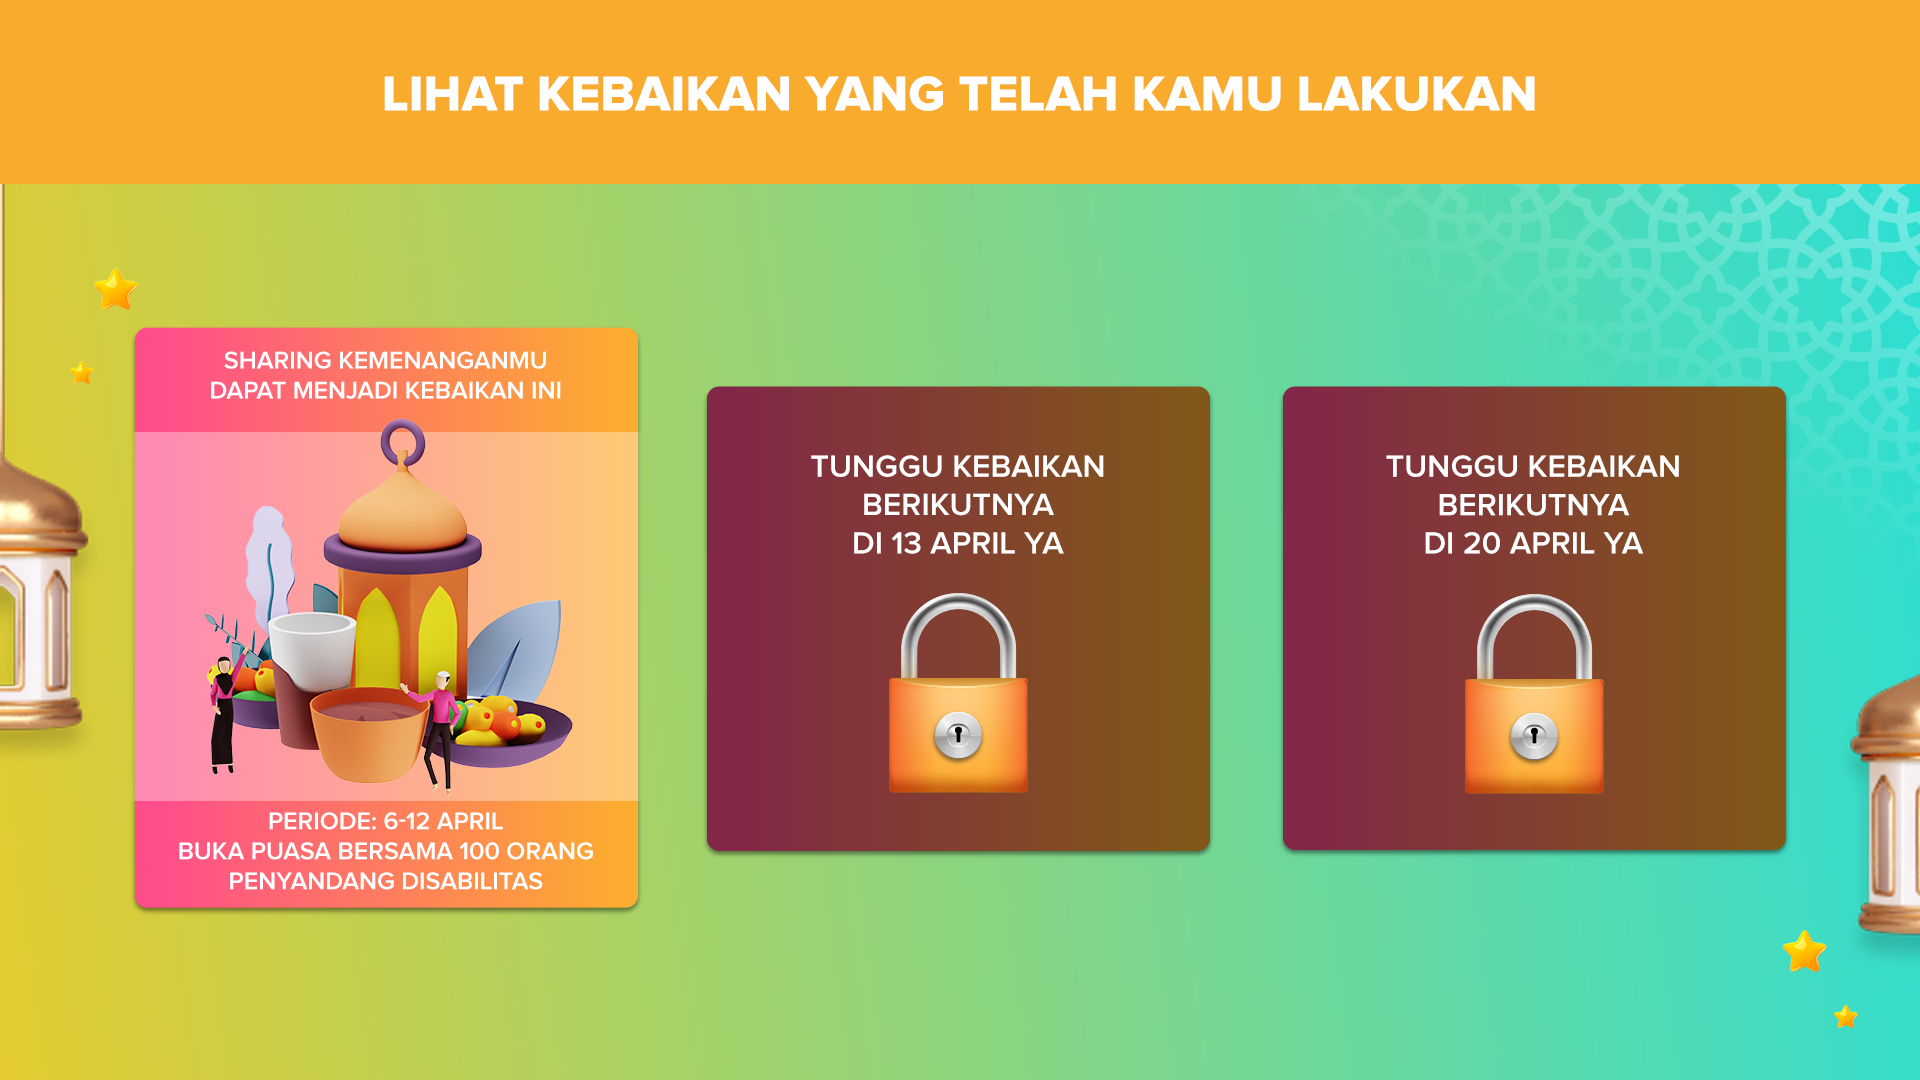 LIHAT KEBAIKAN YANG TELAH KAMU LAKUKAN
SHARING KEMENANGANMU
DAPAT MENJADI KEBAIKAN INI
PERIODE: 6-12 APRIL
BUKA PUASA BERSAMA 100 ORANG
PENYANDANG DISABILITAS
TUNGGU KEBAIKAN
BERIKUTNYA
DI 13 APRIL YA
TUNGGU KEBAIKAN
BERIKUTNYA
DI 20 APRIL YA